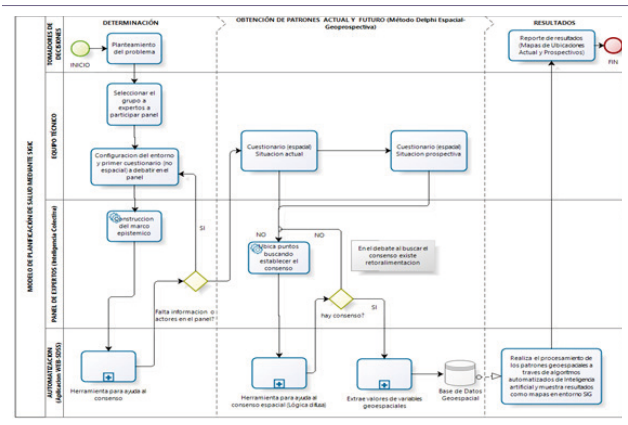 DETERMINACIÓN
OBTENCIÓN DE PATRONES ACTUAL Y FUTURO (Método Delphi Espacial-
Geoprospectiva)
RESULTADOS
MODELO DE PLANIFICACIÓN DE SALUD MEDIANTE SIGIC
TOMADORES DE
DECISIONES
INICIO
Planteamiento
del problema
Reporte de resultados
(Mapas de Ubicaciones
Actual y Prospectivos)
FIN
EQUIPO TÉCNICO
Seleccionar el
grupo a
expertos a
participar panel
Configuracion del entorno
y primer cuestionario (no
espacial) a debatir en el
panel
Cuestionario (espacial)
Situacion actual
Cuestionario (espacial)
Situacion prospectiva
PANEL DE EXPERTOS (Inteligencia Colectiva)
Construccion del
marco
epistemico
SI
Falta informacion o
actores en el panel?
NO
NO
Ubica puntos
buscando
establecer el
consenso
En el debate al buscar el
consenso existe
retoralimentacion
hay consenso?
SI
AUTOMATIZACION
(Aplicacion WEB-SDSS)
Herramienta para ayuda al
consenso
Herramienta para ayuda al
consenso espacial (Lógica difusa)
Extrae valores de variables
geoespaciales
Base de Datos
Geoespacial
Realiza el procesamiento de
los patrones geoespaciales a
traves de algoritmos
automatizados de Inteligencia
artificial y muestra resultados
como mapas en entorno SIG